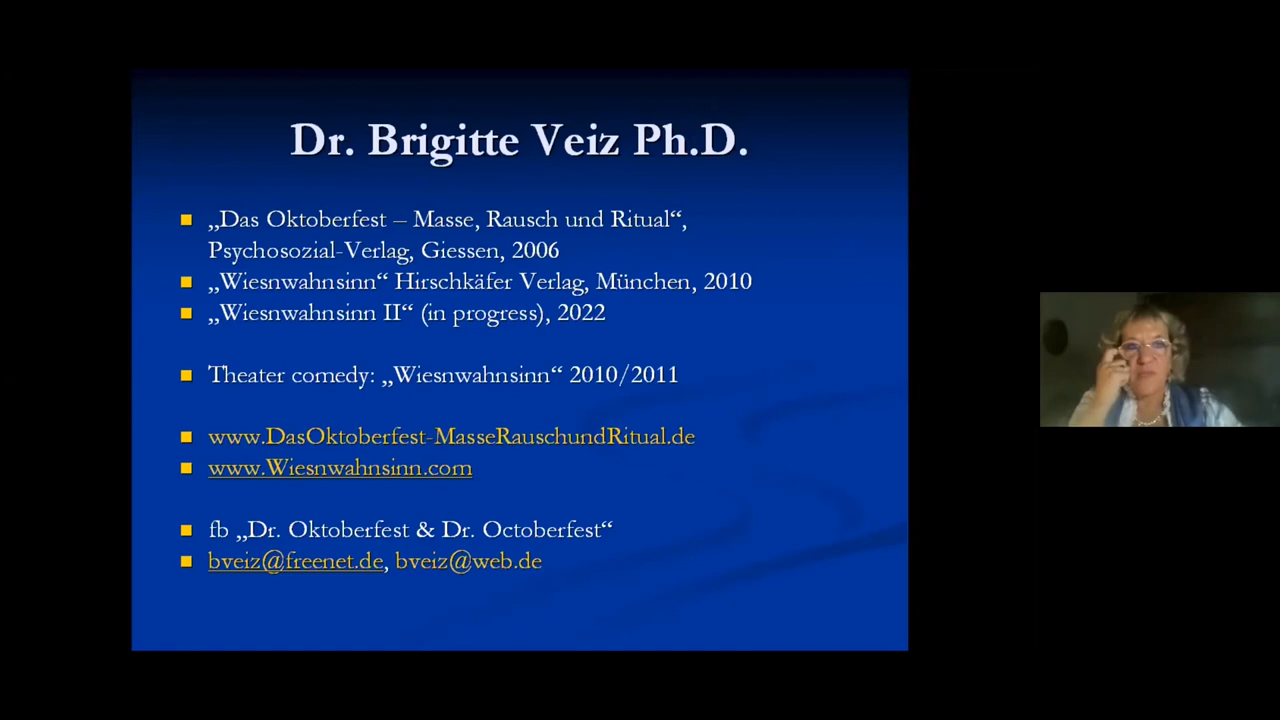 Dr. Brigitte Veiz Ph.D.
„Das Oktoberfest – Masse, Rausch und Ritual“,
Psychosozial-Verlag, Giessen, 2006
„Wiesnwahnsinn“ Hirschkäfer Verlag, München, 2010
„Wiesnwahnsinn II“ (in progress), 2022
Theater comedy: „Wiesnwahnsinn“ 2010/2011
www.DasOktoberfest-MasseRauschundRitual.de
www.Wiesnwahnsinn.com
fb „Dr. Oktoberfest & Dr. Octoberfest“
bveiz@freenet.de, bveiz@web.de